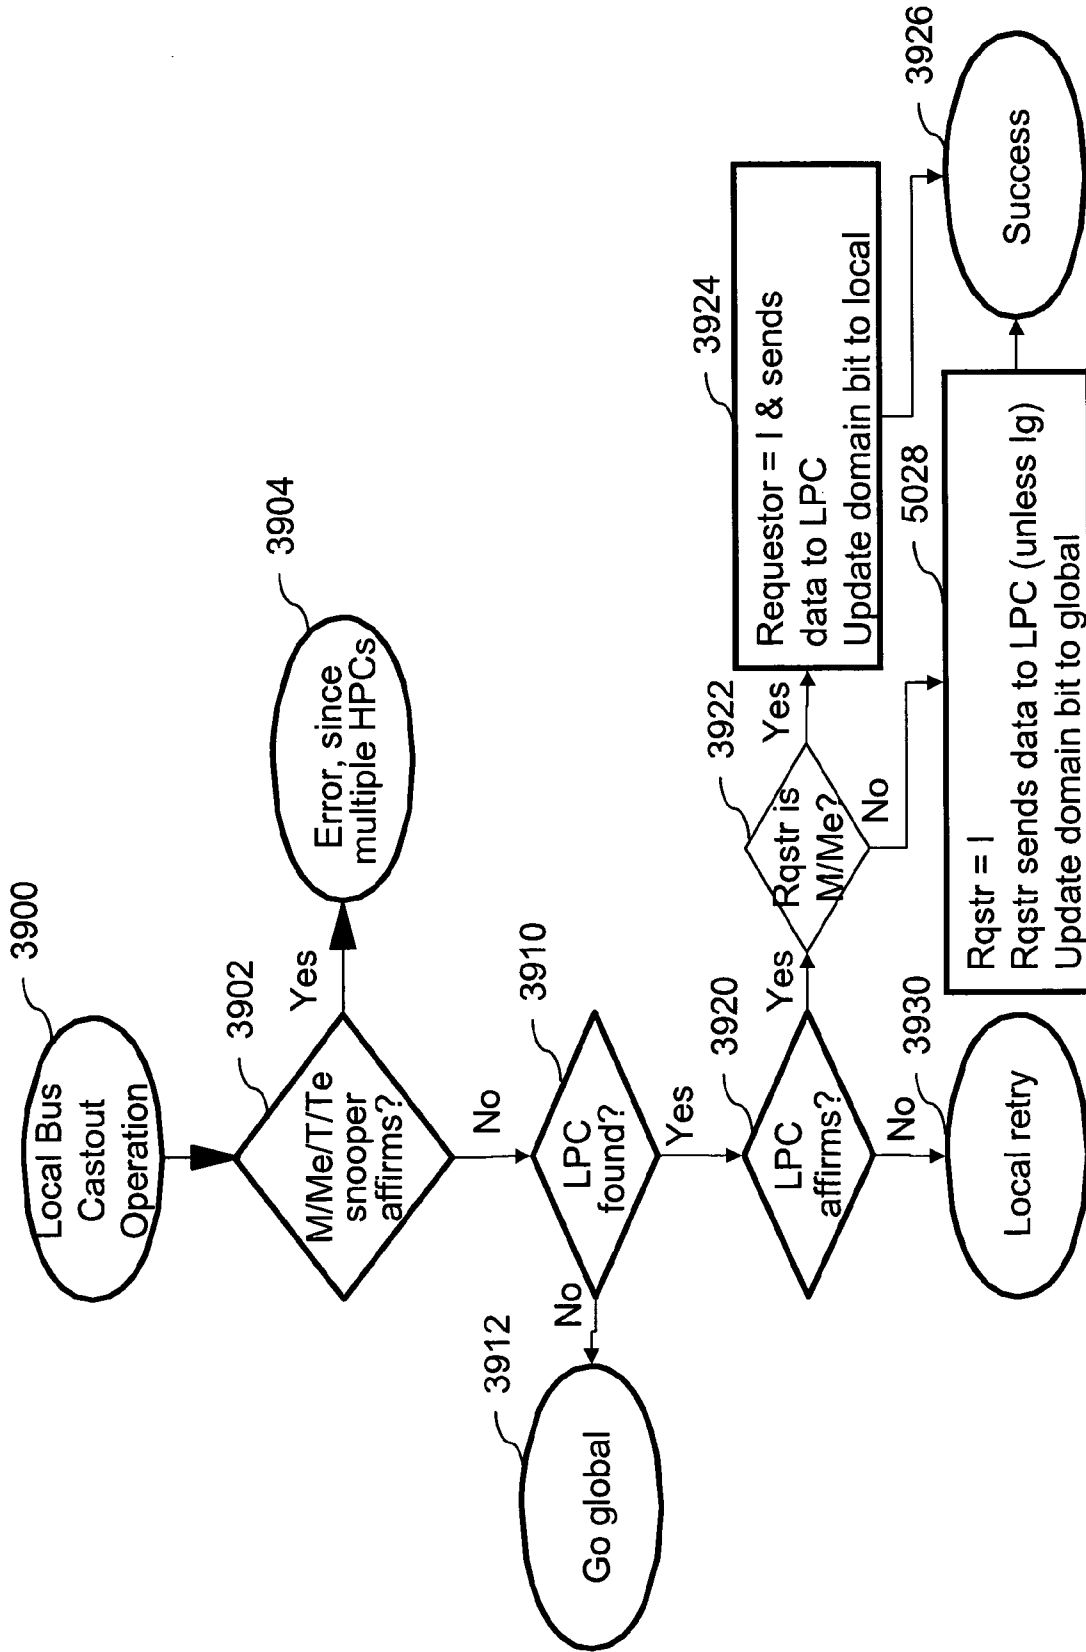 3900
Local Bus
Castout
Operation
3902
M/Me/T/Te
snooper
affirms?
Yes
3904
Error, since
multiple HPCs
No
3910
LPC
found?
No
3912
Go global
Yes
3920
LPC
affirms?
Yes
3922
Rqstr is
M/Me?
Yes
3924
Requestor = I & sends
data to LPC
Update domain bit to local
No
5028
Rqstr = I
Rqstr sends data to LPC (unless Ig)
Update domain bit to global
3926
Success
No
3930
Local retry